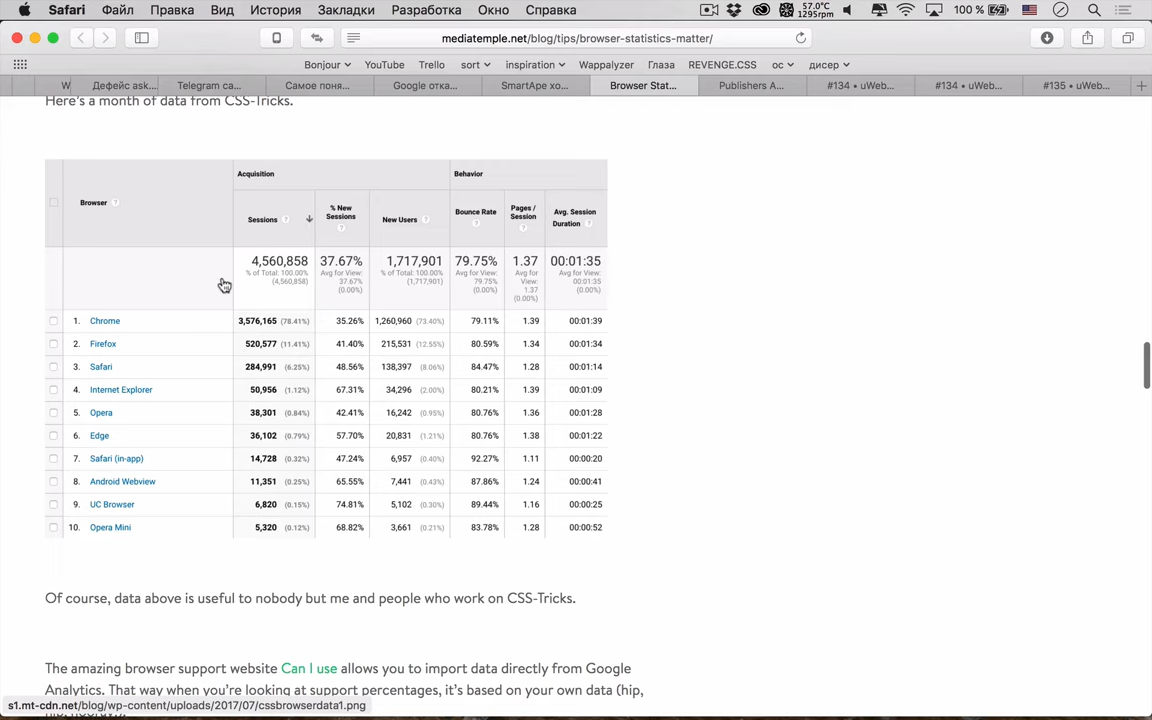 Safari Файл Правка Вид История Закладки Разработка Окно Справка 57.0°C 1295rpm 100 %
mediatemple.net/blog/tips/browser-statistics-matter/
Bonjour YouTube Trello sort inspiration Wappalyzer Глаза REVENGE.CSS ос дисер
W Дефейс ask... Telegram са... Самое поня... Google отка... SmartApe хо... Browser Stat... Publishers A... #134 • uWeb... #134 • uWeb... #135 • uWeb...
Here's a month of data from CSS-Tricks.
Acquisition Behavior
Browser ? Sessions ? % New Sessions ? New Users ? Bounce Rate ? Pages / Session ? Avg. Session Duration ?
4,560,858 37.67% 1,717,901 79.75% 1.37 00:01:35
% of Total: 100.00% (4,560,858) Avg for View: 37.67% (0.00%) % of Total: 100.00% (1,717,901) Avg for View: 79.75% (0.00%) Avg for View: 1.37 (0.00%) Avg for View: 00:01:35 (0.00%)
1. Chrome 3,576,165 (78.41%) 35.26% 1,260,960 (73.40%) 79.11% 1.39 00:01:39
2. Firefox 520,577 (11.41%) 41.40% 215,531 (12.55%) 80.59% 1.34 00:01:34
3. Safari 284,991 (6.25%) 48.56% 138,397 (8.06%) 84.47% 1.28 00:01:14
4. Internet Explorer 50,956 (1.12%) 67.31% 34,296 (2.00%) 80.21% 1.39 00:01:09
5. Opera 38,301 (0.84%) 42.41% 16,242 (0.95%) 80.76% 1.36 00:01:28
6. Edge 36,102 (0.79%) 57.70% 20,831 (1.21%) 80.76% 1.38 00:01:22
7. Safari (in-app) 14,728 (0.32%) 47.24% 6,957 (0.40%) 92.27% 1.11 00:00:20
8. Android Webview 11,351 (0.25%) 65.55% 7,441 (0.43%) 87.86% 1.24 00:00:41
9. UC Browser 6,820 (0.15%) 74.81% 5,102 (0.30%) 89.44% 1.16 00:00:25
10. Opera Mini 5,320 (0.12%) 68.82% 3,661 (0.21%) 83.78% 1.28 00:00:52
Of course, data above is useful to nobody but me and people who work on CSS-Tricks.
The amazing browser support website Can I use allows you to import data directly from Google
Analytics. That way when you're looking at support percentages, it's based on your own data (hip,
s1.mt-cdn.net/blog/wp-content/uploads/2017/07/cssbrowserdata1.png